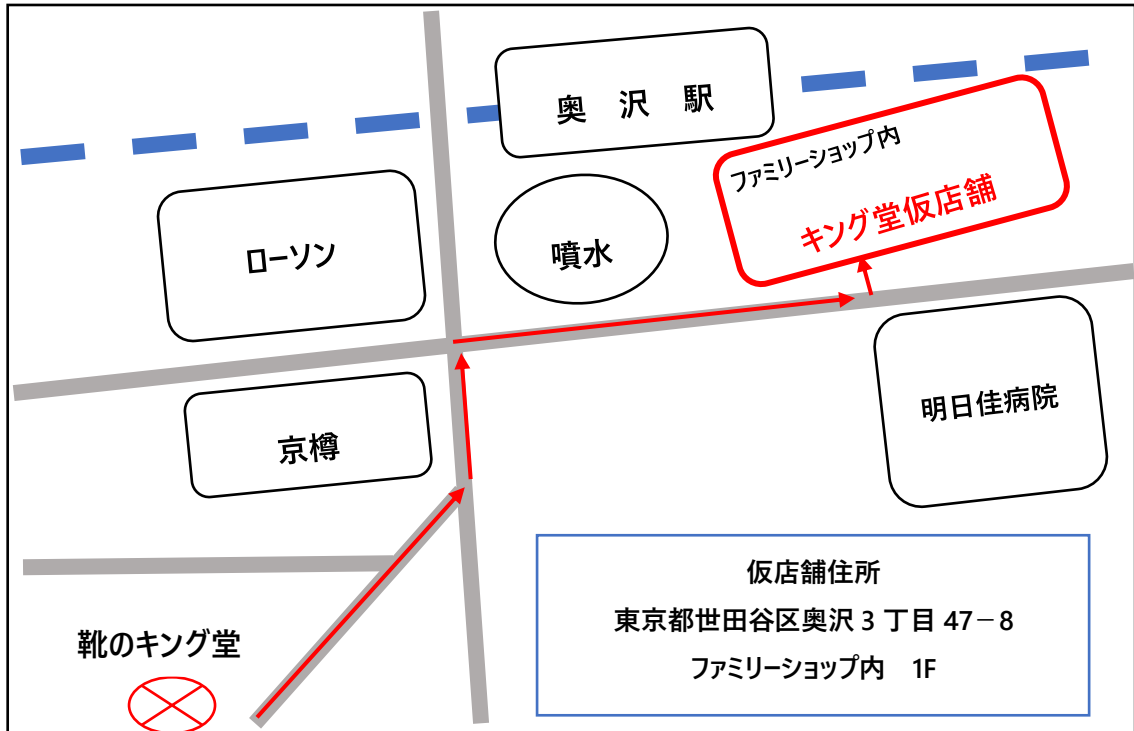 奥 沢 駅
ファミリーショップ内
キング堂仮店舗
ローソン
噴水
明日佳病院
京樽
仮店舗住所
東京都世田谷区奥沢 3 丁目 47－8
ファミリーショップ内　1F
靴のキング堂